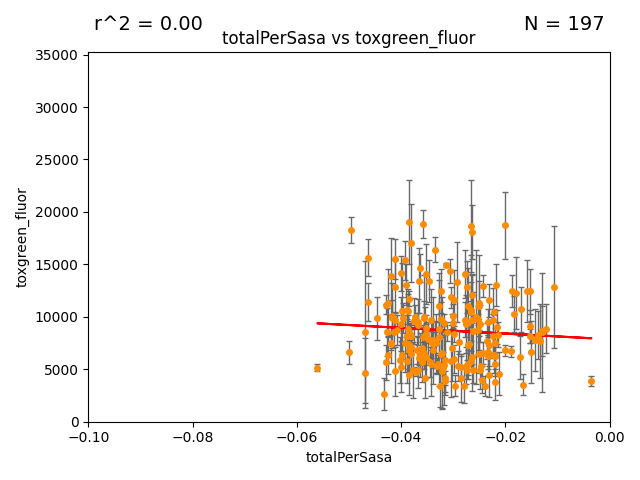 r^2 = 0.00
N = 197
totalPerSasa vs toxgreen_fluor
35000
30000
25000
20000
15000
10000
5000
0
toxgreen_fluor
−0.10
−0.08
−0.06
−0.04
−0.02
0.00
totalPerSasa